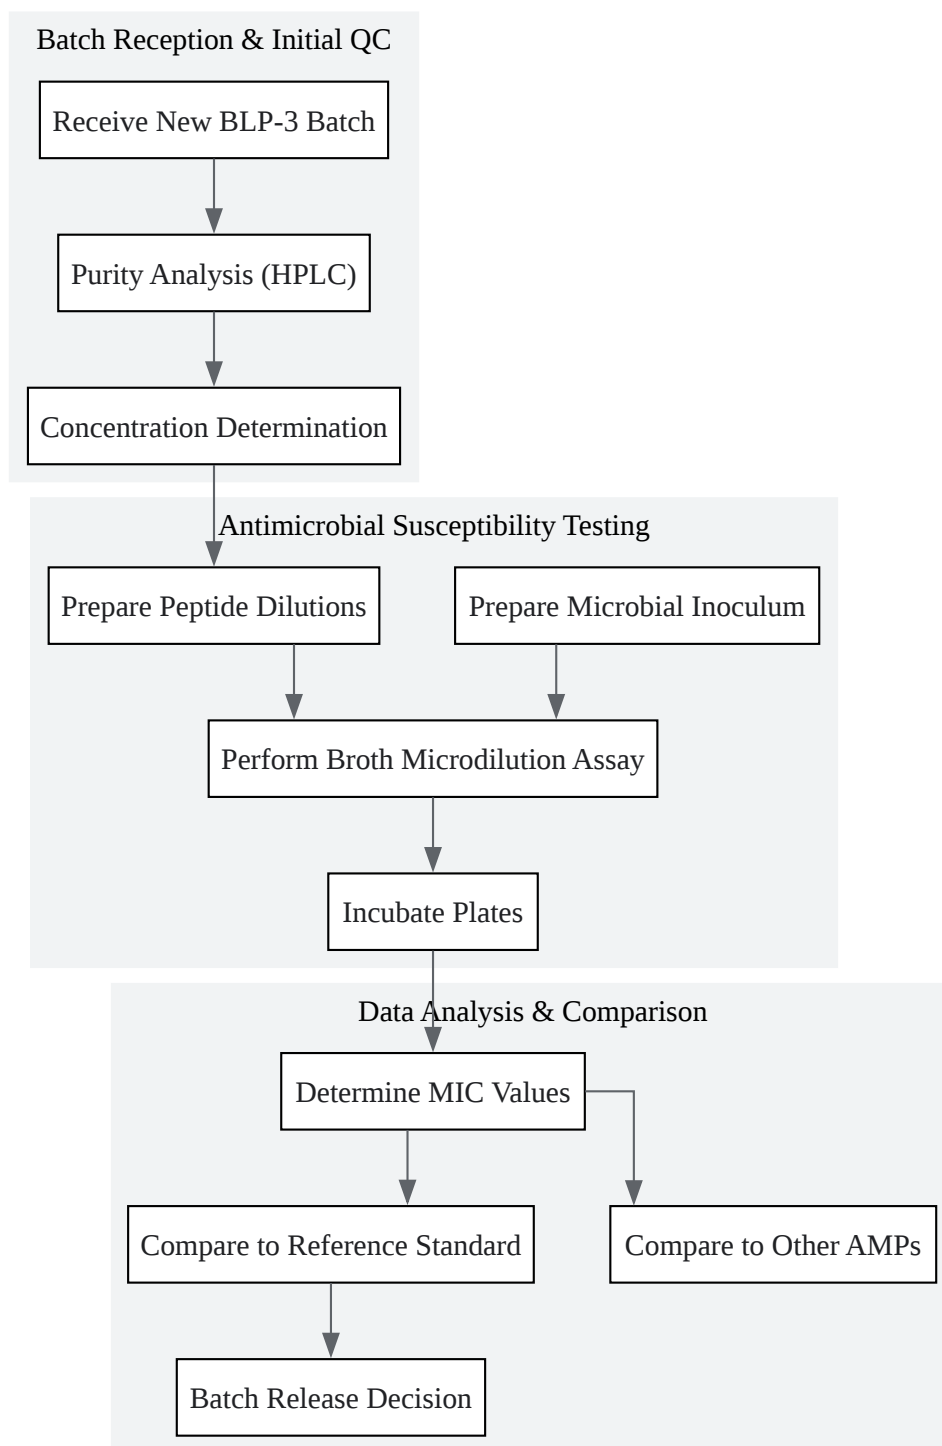 Batch Reception & Initial QC
Receive New BLP-3 Batch
Purity Analysis (HPLC)
Concentration Determination
Antimicrobial Susceptibility Testing
Prepare Peptide Dilutions
Prepare Microbial Inoculum
Perform Broth Microdilution Assay
Incubate Plates
Data Analysis & Comparison
Determine MIC Values
Compare to Reference Standard
Compare to Other AMPs
Batch Release Decision